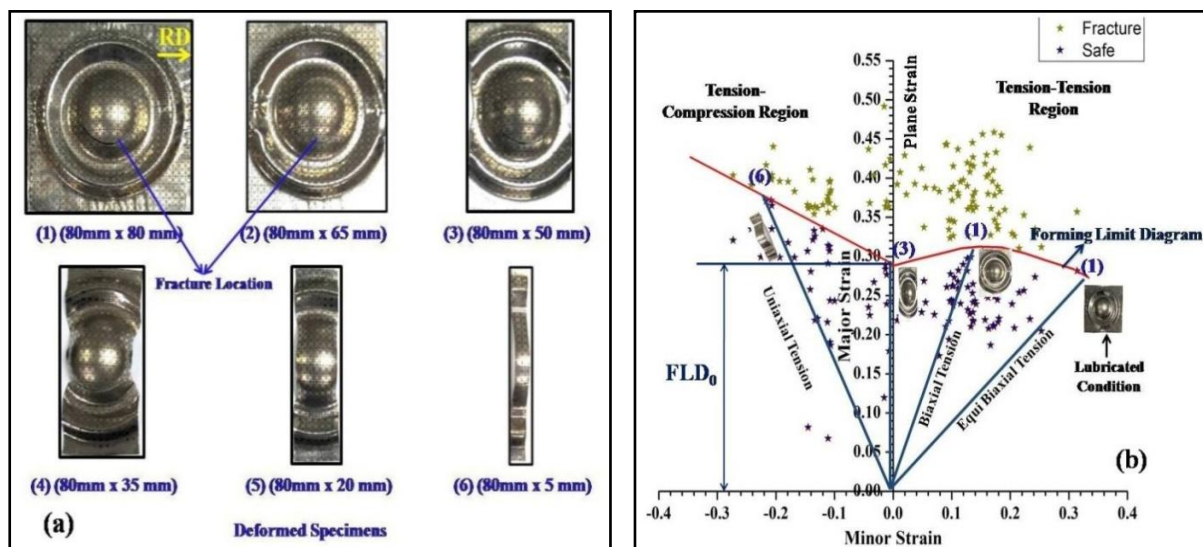 RD
(1) (80mm x 80 mm)
(2) (80mm x 65 mm)
(3) (80mm x 50 mm)
Fracture Location
(4) (80mm x 35 mm)
(5) (80mm x 20 mm)
(6) (80mm x 5 mm)
(a)
Deformed Specimens
Fracture
Safe
Tension-
Compression Region
Plane Strain
Tension-Tension
Region
0.55
0.50
0.45
0.40
0.35
0.30
0.25
0.20
0.15
0.10
0.05
0.00
Major Strain
(6)
(3)
(1)
(1)
Forming Limit Diagram
Uniaxial Tension
Biaxial Tension
Equi Biaxial Tension
Lubricated
Condition
FLD₀
(b)
-0.4
-0.3
-0.2
-0.1
0.0
0.1
0.2
0.3
0.4
Minor Strain